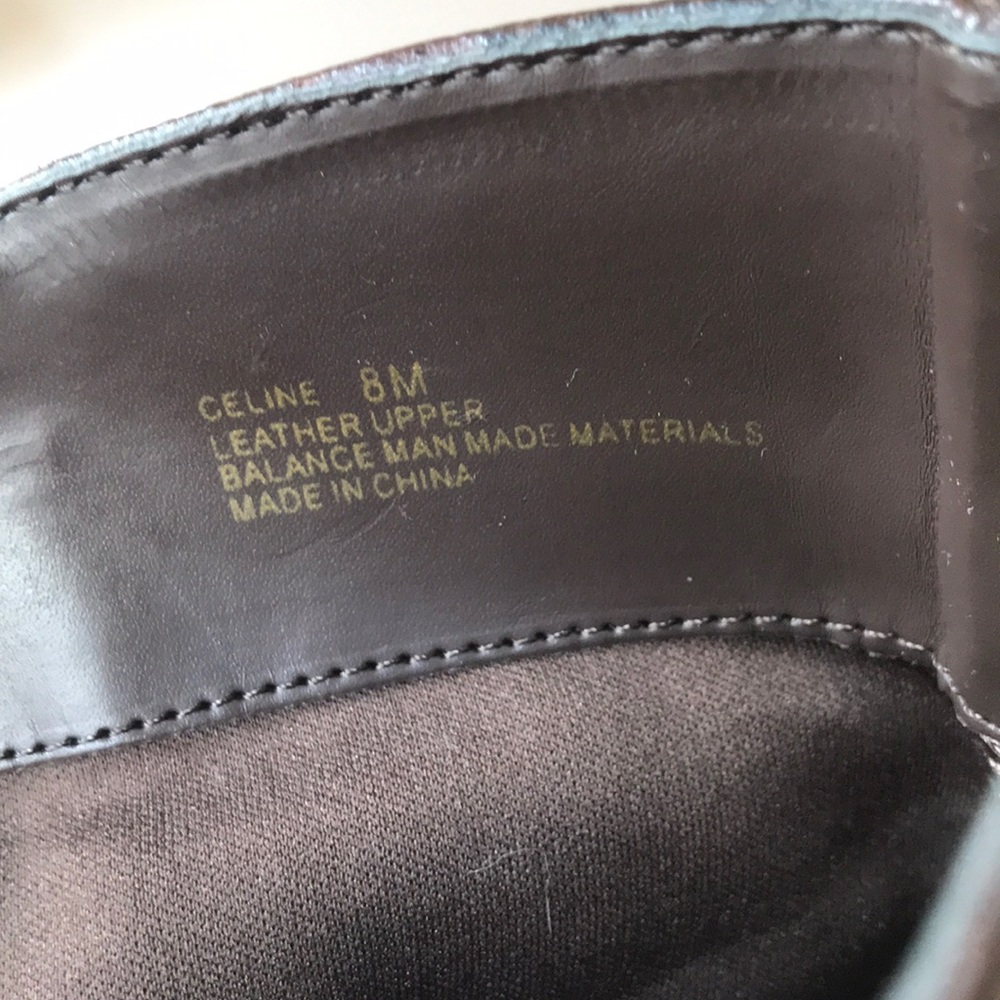 CELINE 8M
LEATHER UPPER
BALANCE MAN MADE MATERIALS
MADE IN CHINA